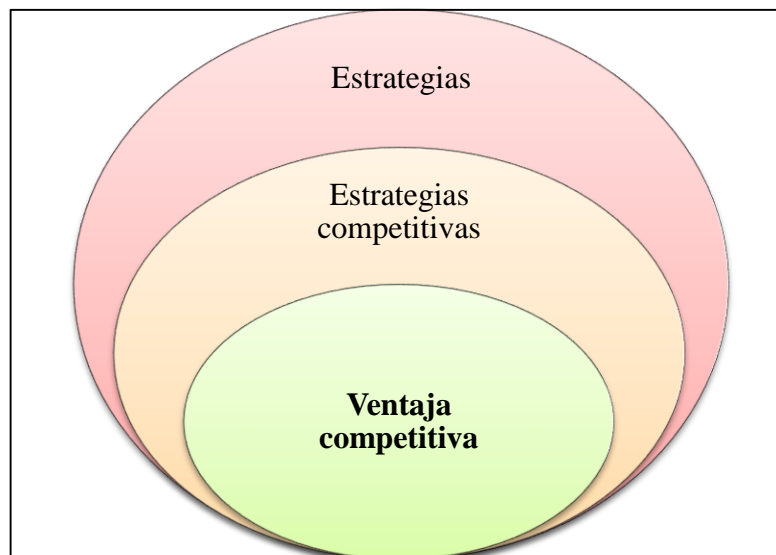 Estrategias
Estrategias
competitivas
Ventaja
competitiva